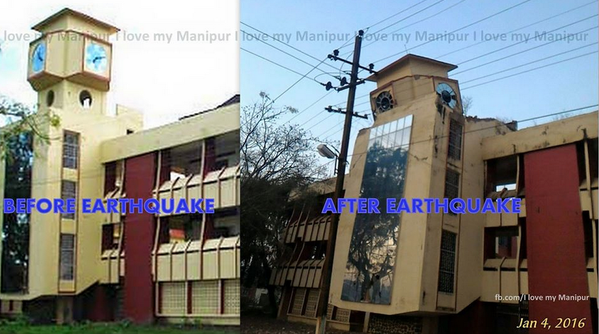 I love my Manipur I love my Manipur I love my Manipur I love my Manipur I love my Manipur
BEFORE EARTHQUAKE
AFTER EARTHQUAKE
fb.com/I love my Manipur
Jan 4, 2016